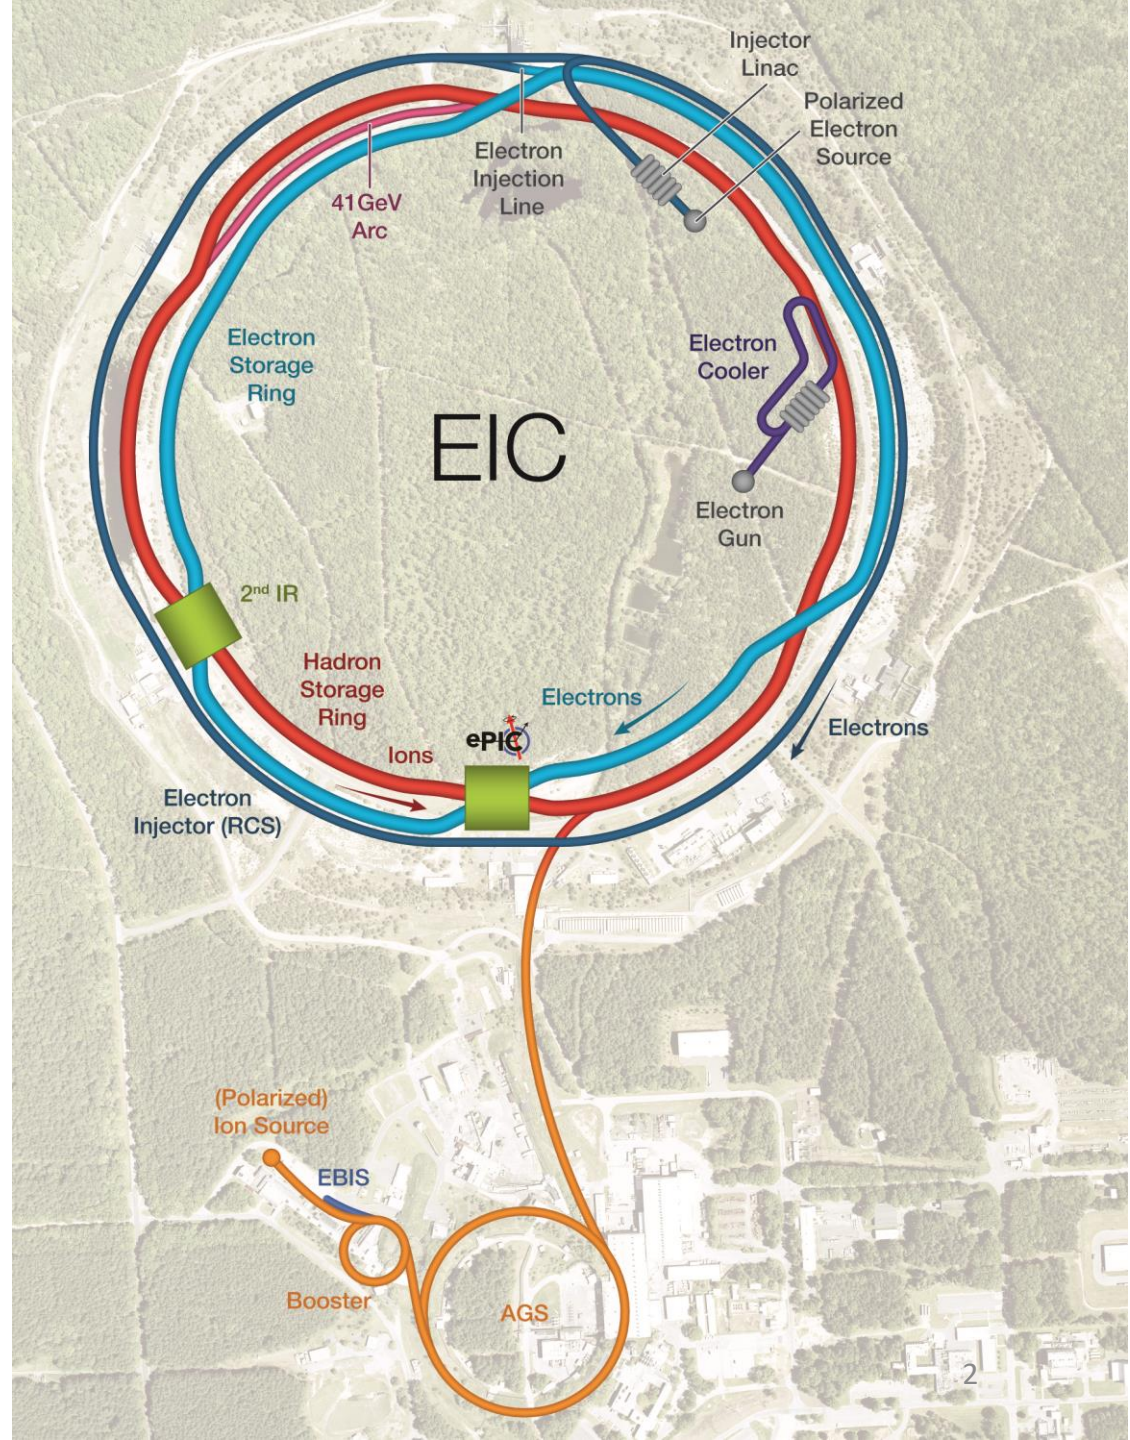 Injector
Linac
Polarized
Electron
Source
Electron
Injection
Line
41GeV
Arc
Electron
Storage
Ring
Electron
Cooler
EIC
Electron
Gun
2nd IR
Hadron
Storage
Ring
Electrons
Electrons
ePIC
Ions
Electron
Injector (RCS)
(Polarized)
Ion Source
EBIS
Booster
AGS
2